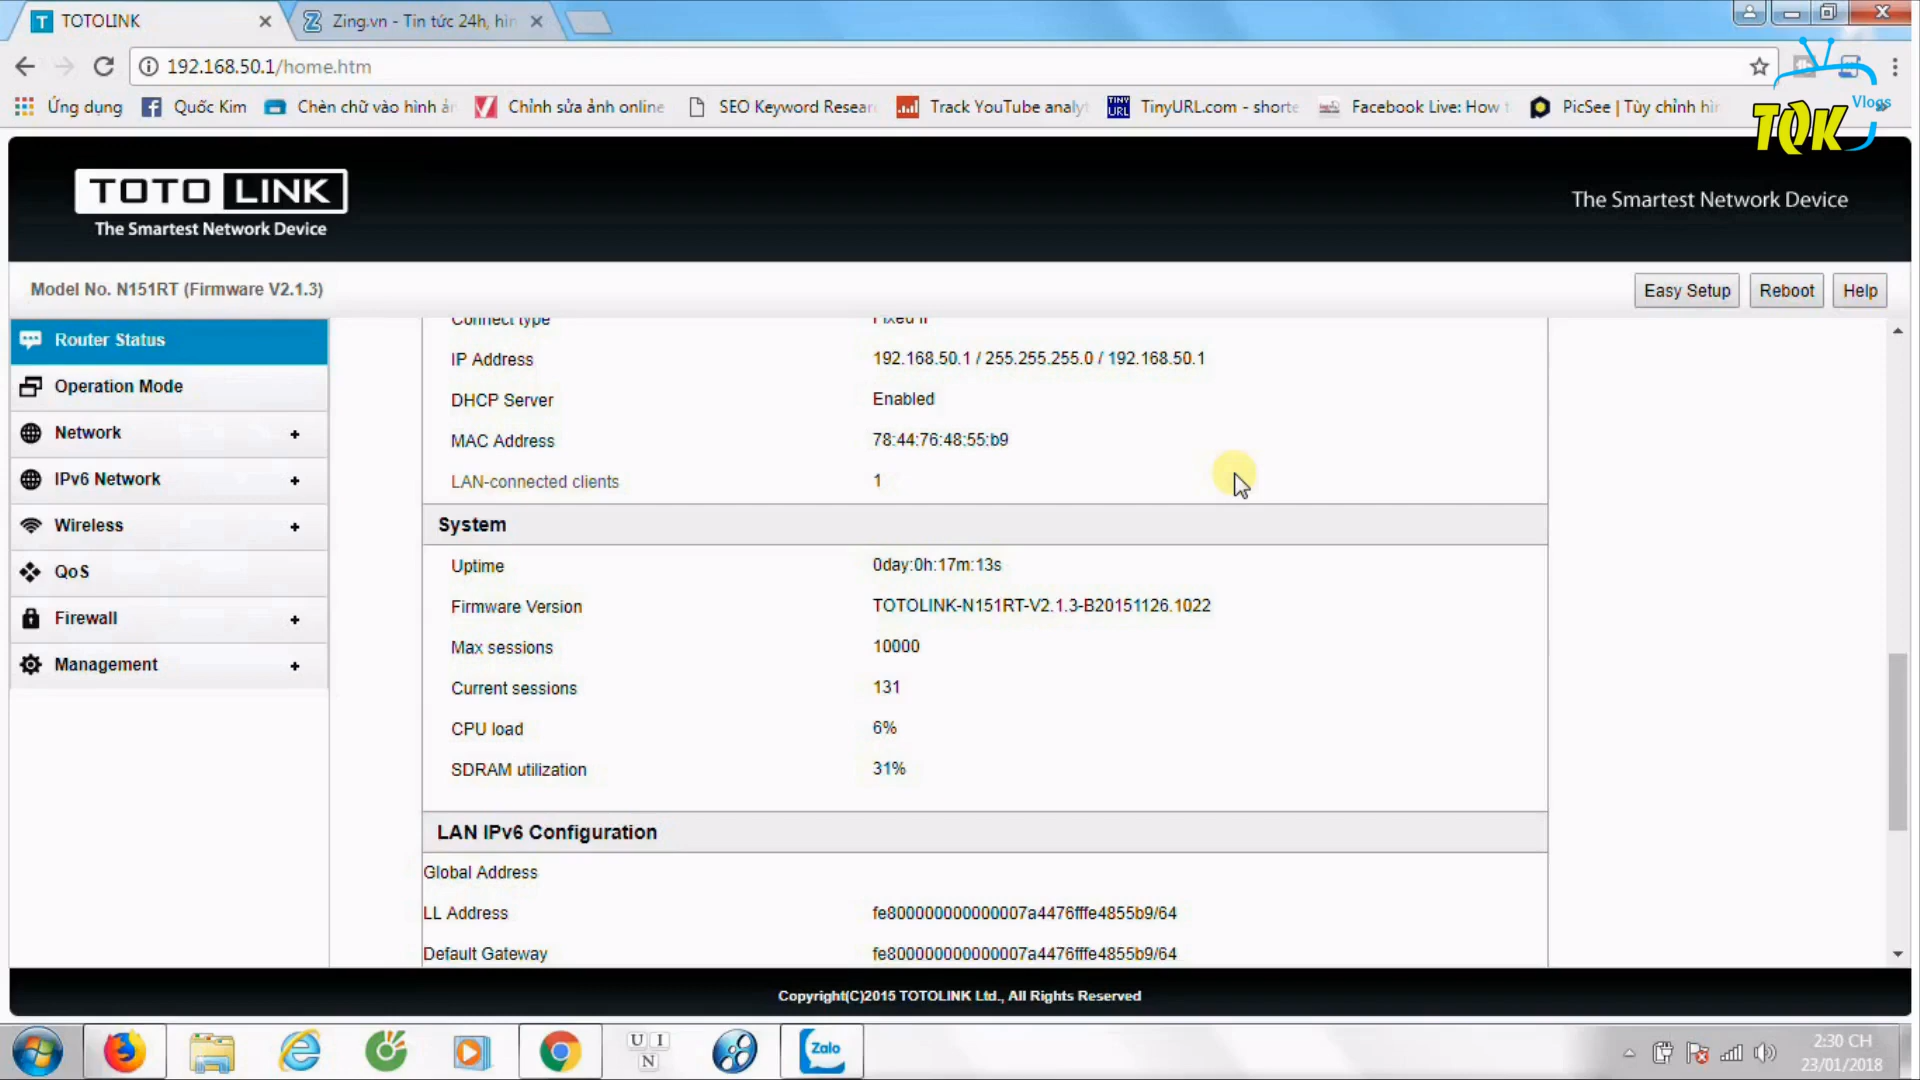 TOTOLINK
Zing.vn - Tin tức 24h, hìn
192.168.50.1/home.htm
Ứng dụng Quốc Kim Chèn chữ vào hình ản Chỉnh sửa ảnh online SEO Keyword Resear Track YouTube analy TINY URL TinyURL.com - shorte Facebook Live: How PicSee | Tùy chỉnh hìn
TQK Vlogs
TOTO LINK
The Smartest Network Device
The Smartest Network Device
Model No. N151RT (Firmware V2.1.3)
Easy Setup Reboot Help
Router Status
Operation Mode
Network +
IPv6 Network +
Wireless +
QoS
Firewall +
Management +
Connect type Fixed IP
IP Address 192.168.50.1 / 255.255.255.0 / 192.168.50.1
DHCP Server Enabled
MAC Address 78:44:76:48:55:b9
LAN-connected clients 1
System
Uptime 0day:0h:17m:13s
Firmware Version TOTOLINK-N151RT-V2.1.3-B20151126.1022
Max sessions 10000
Current sessions 131
CPU load 6%
SDRAM utilization 31%
LAN IPv6 Configuration
Global Address
LL Address fe800000000000007a4476fffe4855b9/64
Default Gateway fe800000000000007a4476fffe4855b9/64
Copyright(C)2015 TOTOLINK Ltd., All Rights Reserved
U I N
Zalo
2:30 CH
23/01/2018